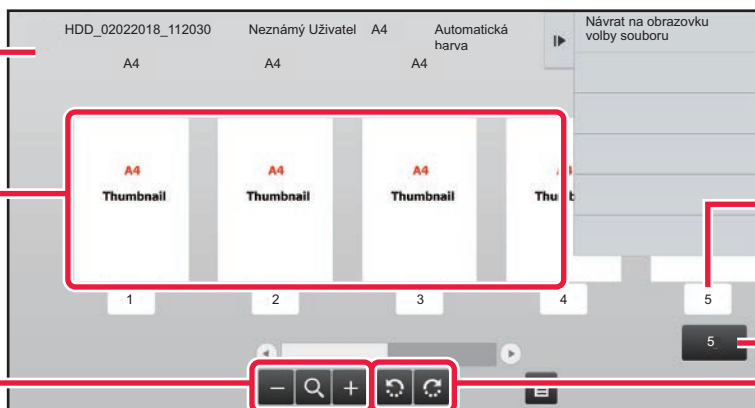 HDD_02022018_112030 Neznámý Uživatel A4 Automatická
barva
Návrat na obrazovku
volby souboru
A4 A4 A4
A4 A4 A4
Thumbnail Thumbnail Thumbnail
1 2 3 4 5
5